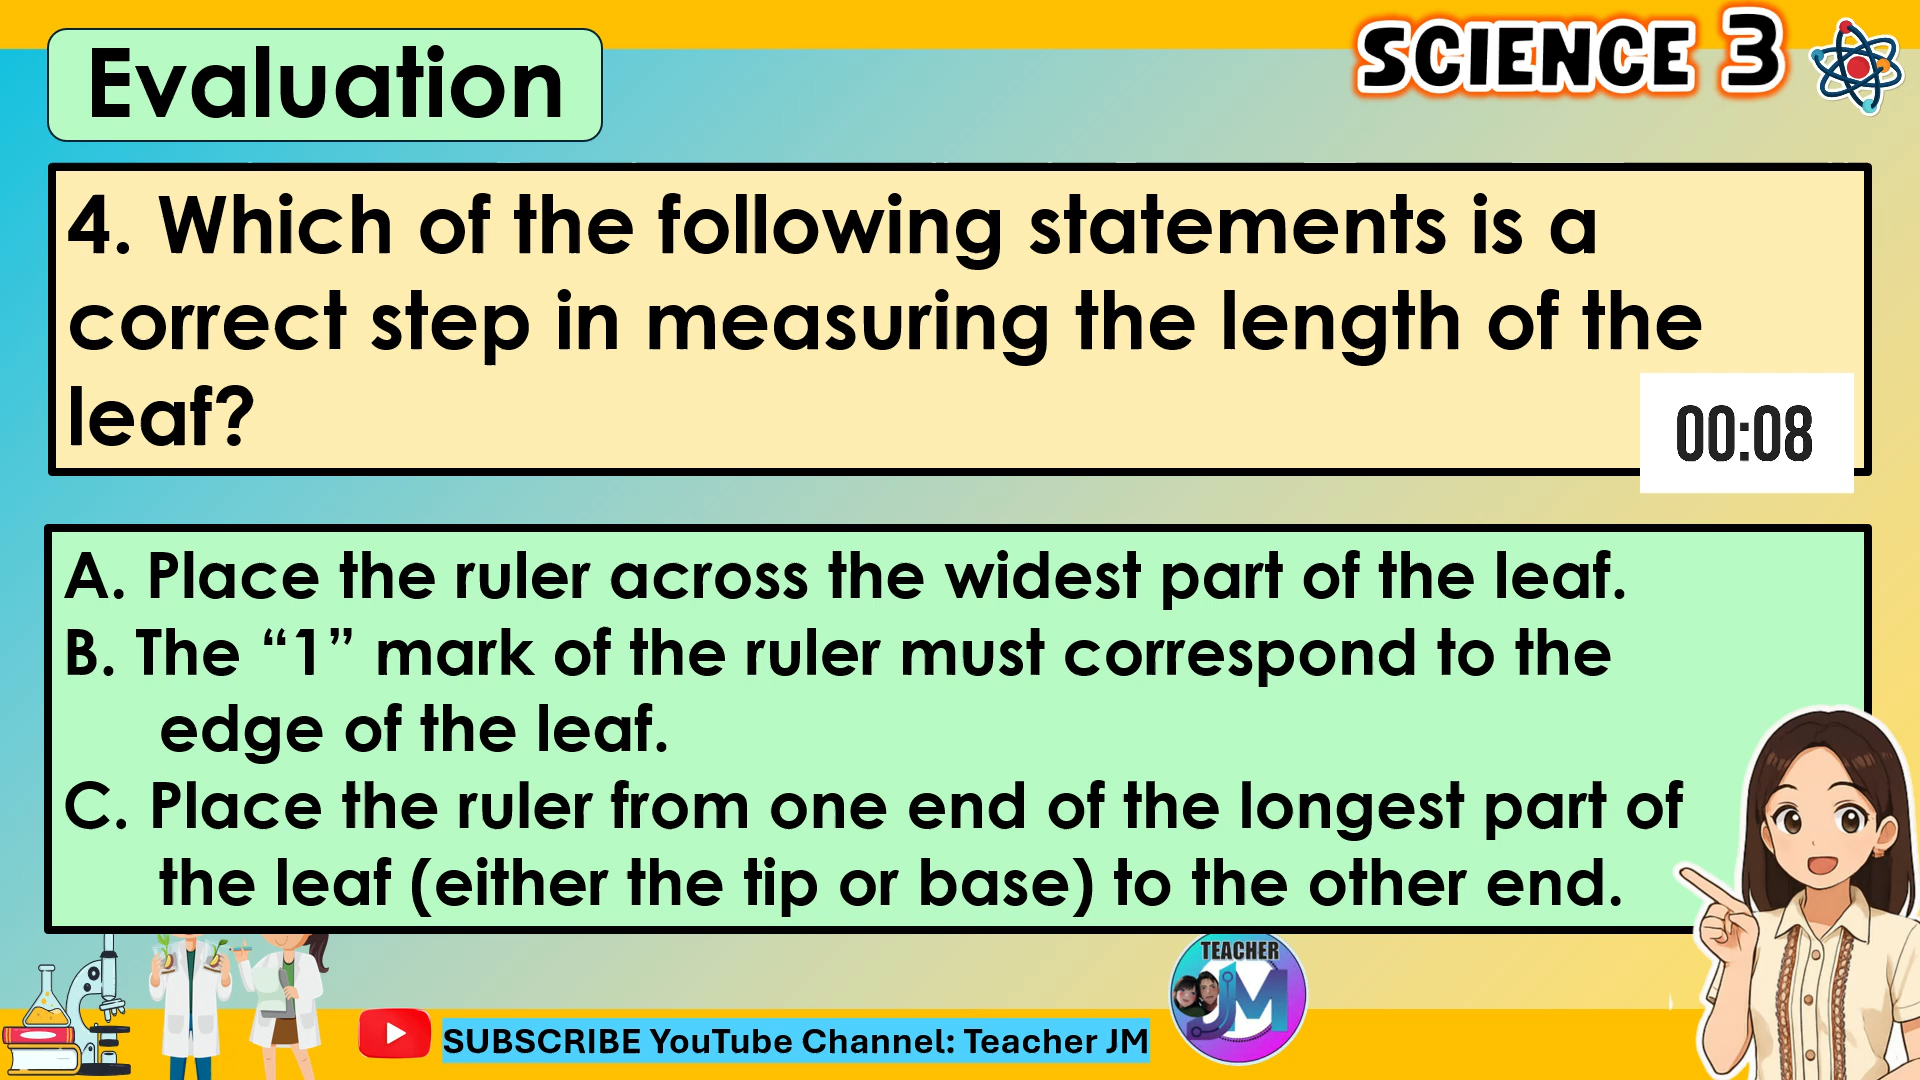 Evaluation
SCIENCE 3
4. Which of the following statements is a
correct step in measuring the length of the
leaf?
00:08
A. Place the ruler across the widest part of the leaf.
B. The “1” mark of the ruler must correspond to the
edge of the leaf.
C. Place the ruler from one end of the longest part of
the leaf (either the tip or base) to the other end.
TEACHER
JM
SUBSCRIBE YouTube Channel: Teacher JM